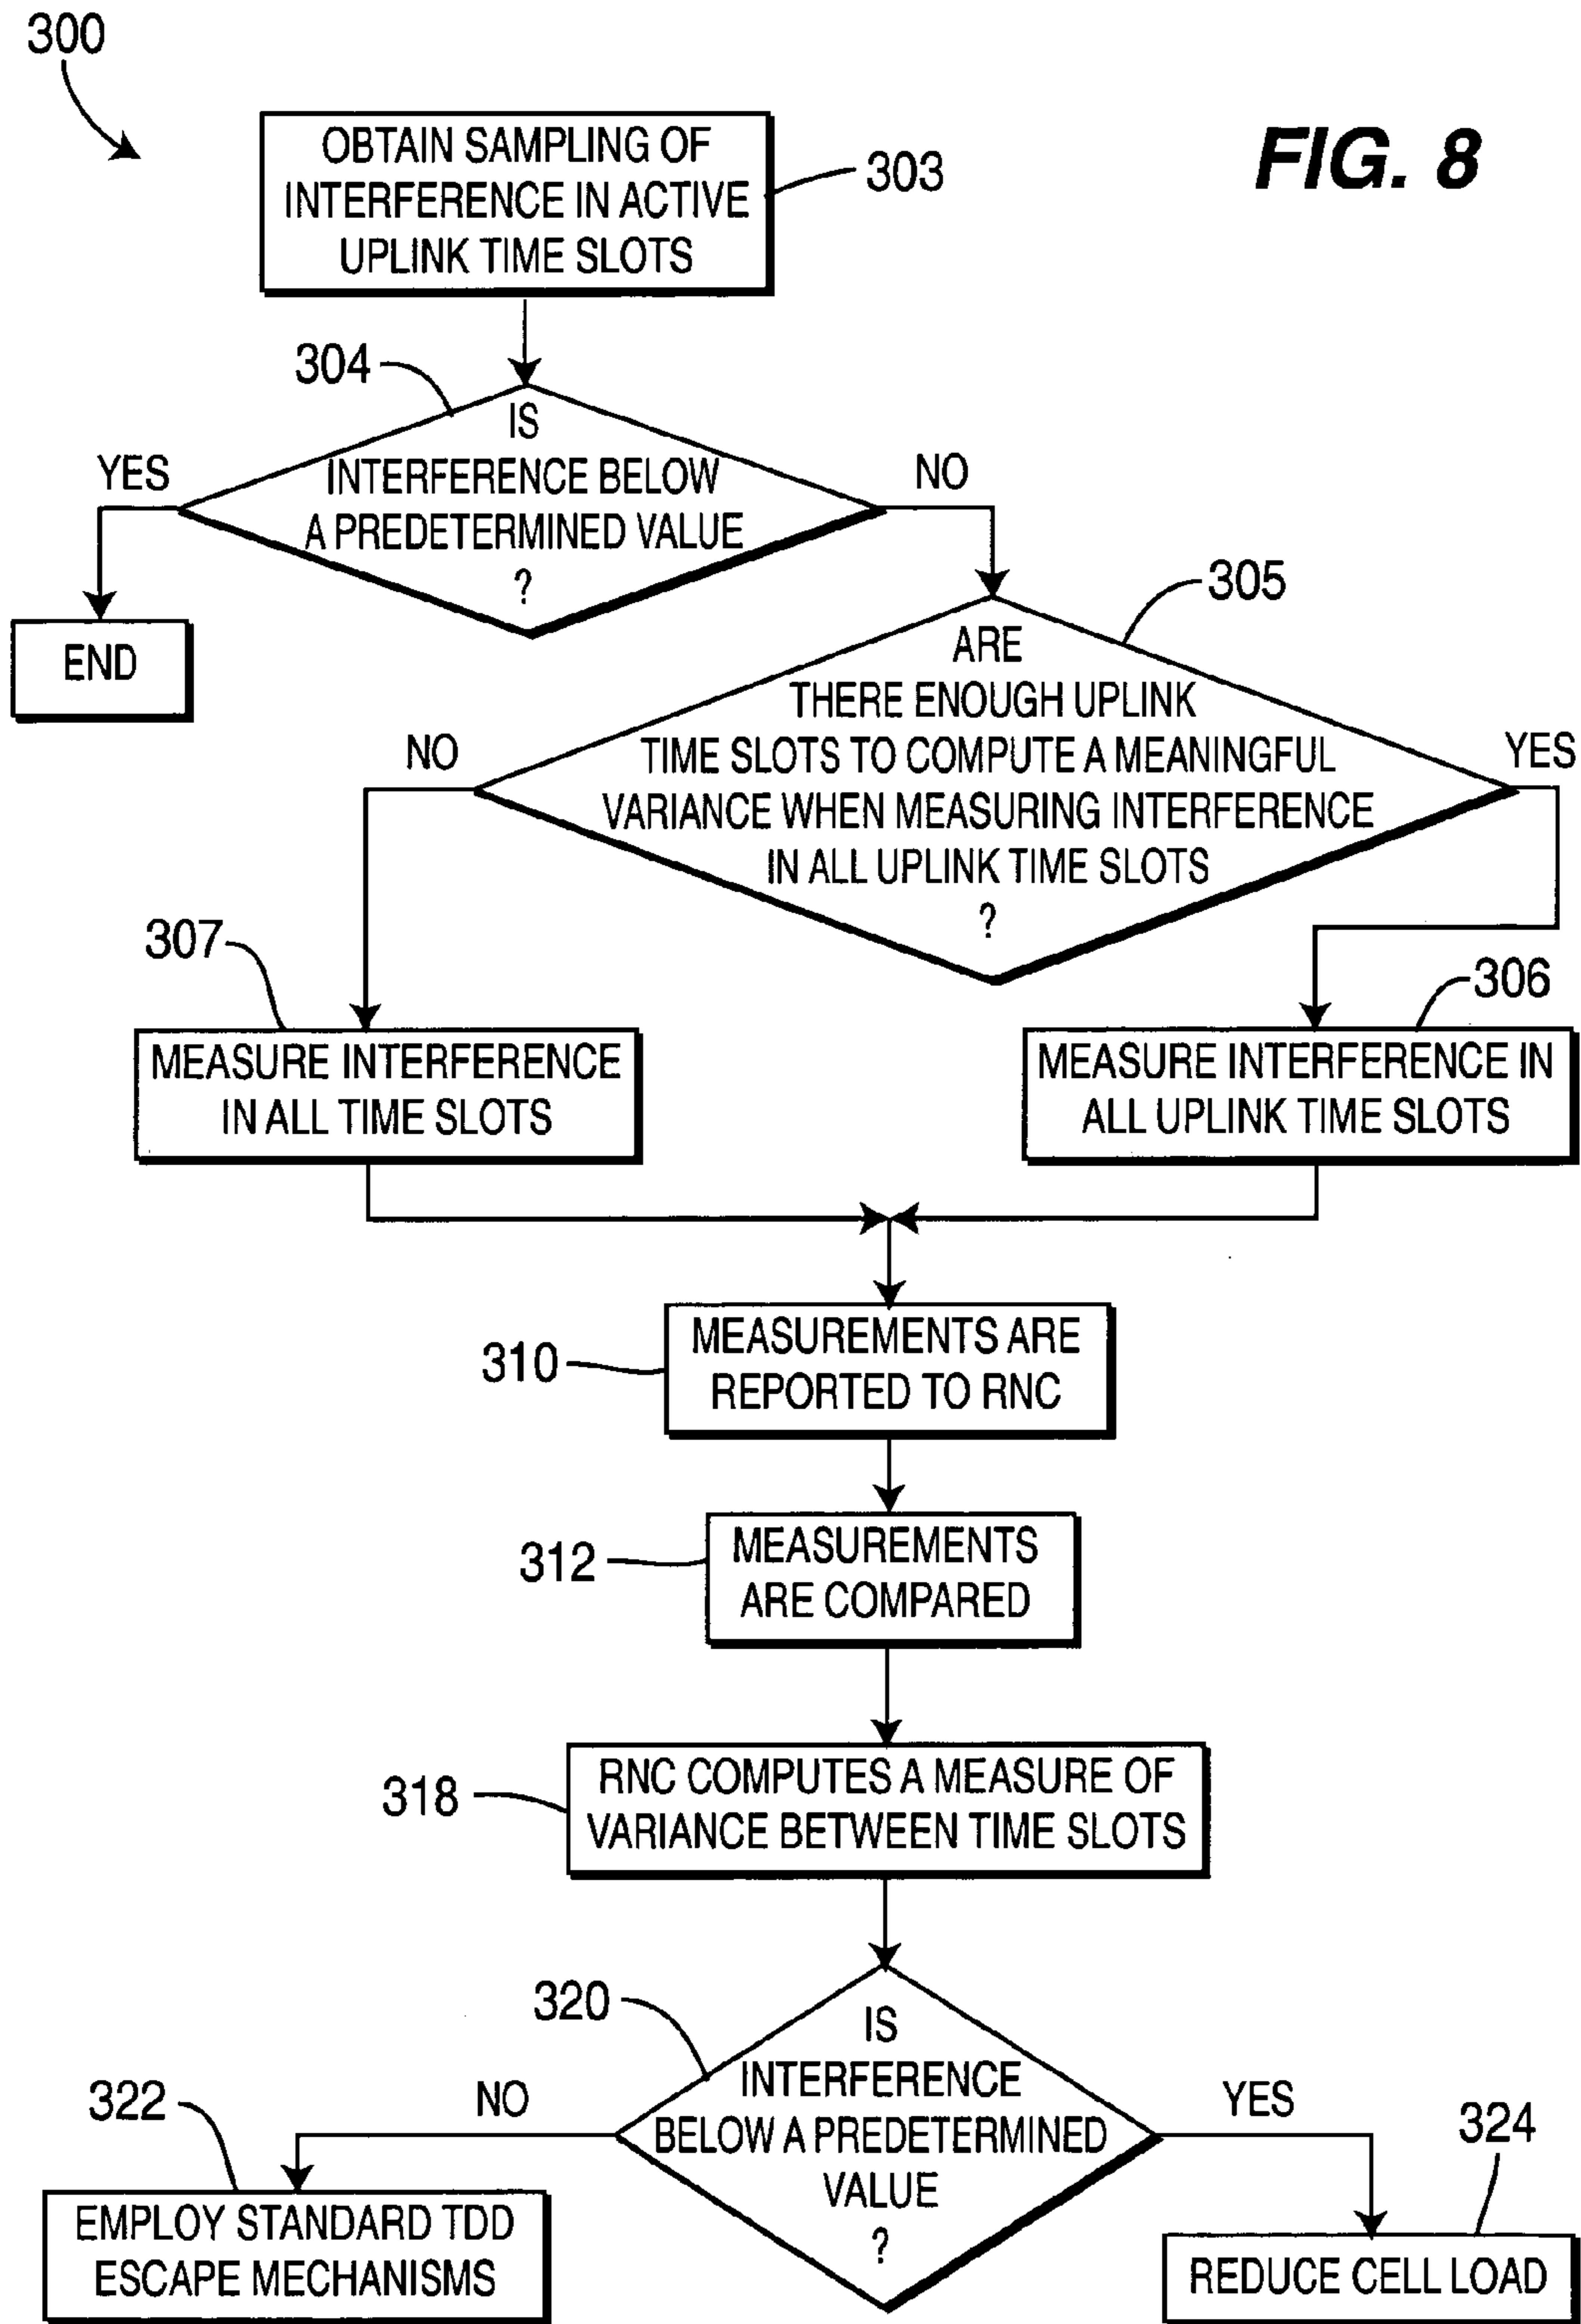 300
FIG. 8
OBTAIN SAMPLING OF
INTERFERENCE IN ACTIVE
UPLINK TIME SLOTS
303
304
IS
INTERFERENCE BELOW
A PREDETERMINED VALUE
?
YES
NO
END
305
ARE
THERE ENOUGH UPLINK
TIME SLOTS TO COMPUTE A MEANINGFUL
VARIANCE WHEN MEASURING INTERFERENCE
IN ALL UPLINK TIME SLOTS
?
NO
YES
307
MEASURE INTERFERENCE
IN ALL TIME SLOTS
306
MEASURE INTERFERENCE IN
ALL UPLINK TIME SLOTS
310
MEASUREMENTS ARE
REPORTED TO RNC
312
MEASUREMENTS
ARE COMPARED
318
RNC COMPUTES A MEASURE OF
VARIANCE BETWEEN TIME SLOTS
320
IS
INTERFERENCE
BELOW A PREDETERMINED
VALUE
?
NO
YES
322
EMPLOY STANDARD TDD
ESCAPE MECHANISMS
324
REDUCE CELL LOAD